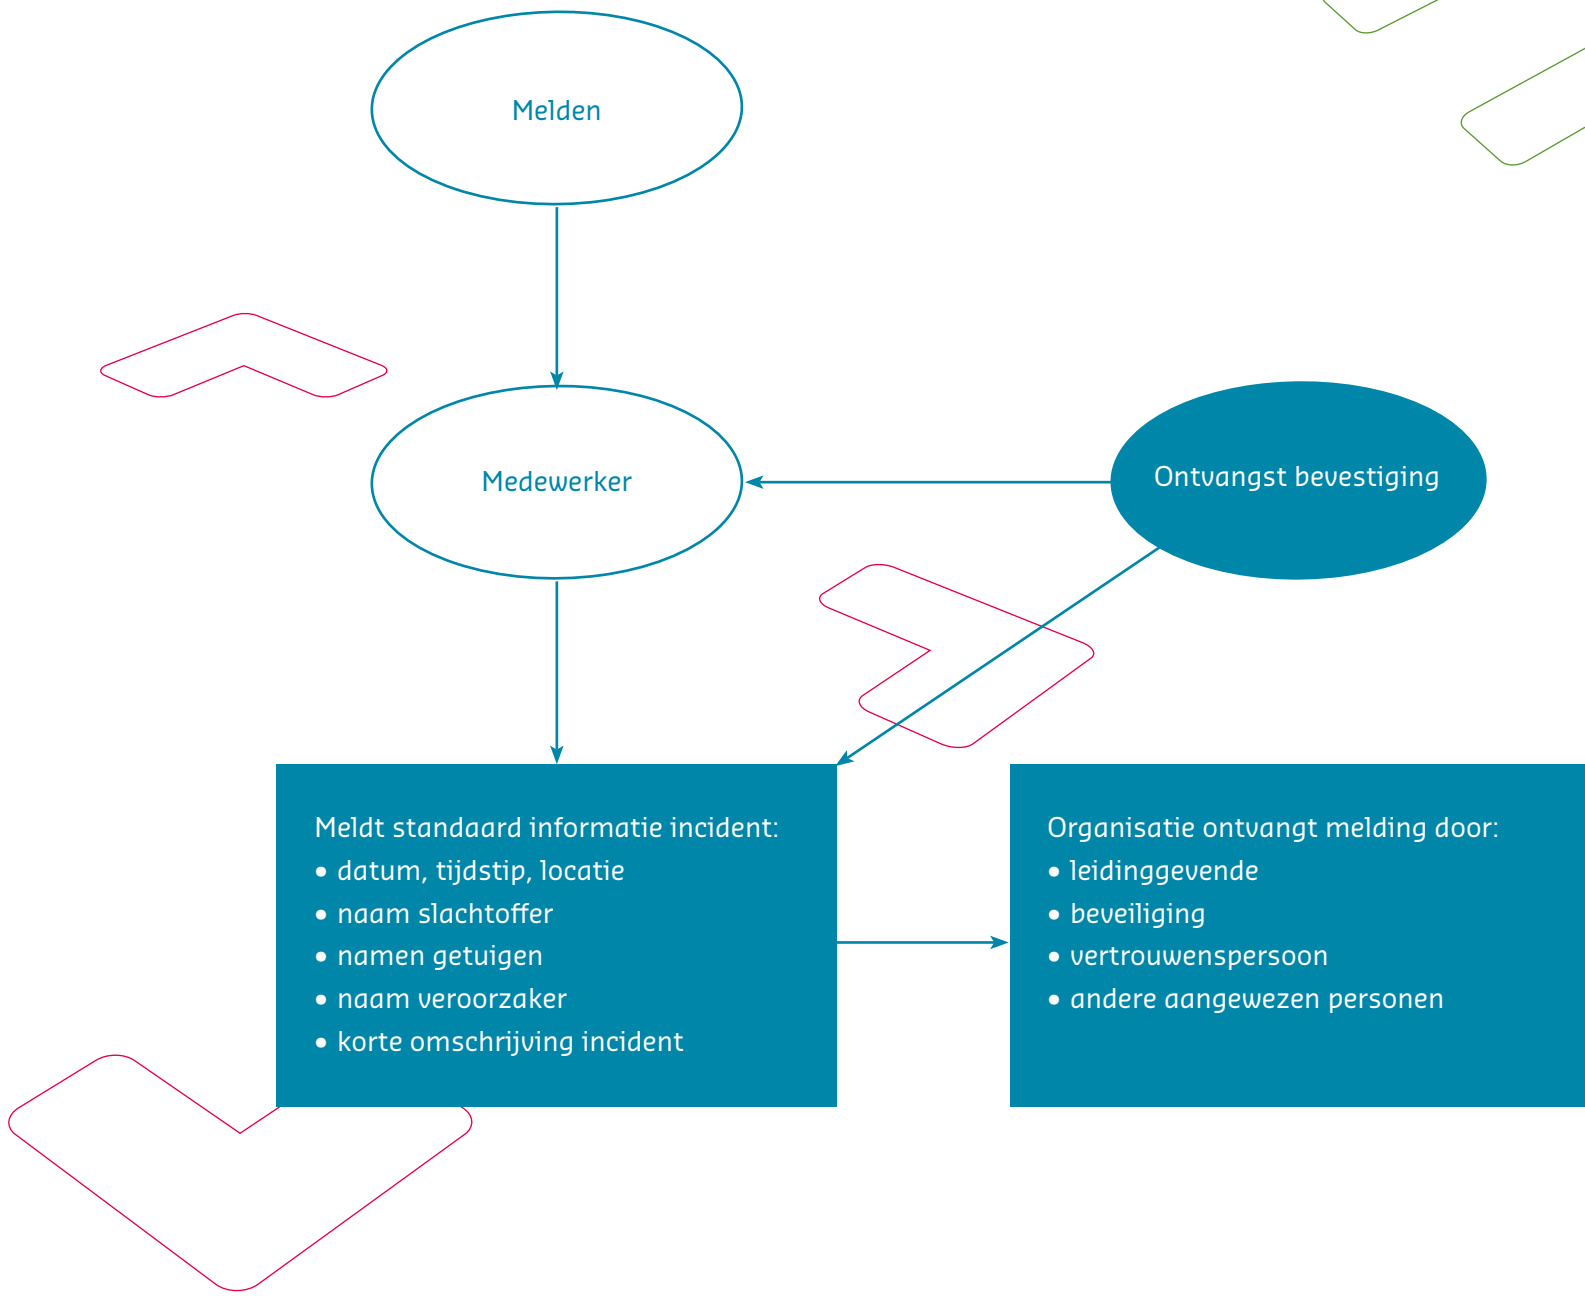 Melden
Medewerker
Ontvangst bevestiging
Meldt standaard informatie incident:
• datum, tijdstip, locatie
• naam slachtoffer
• namen getuigen
• naam veroorzaker
• korte omschrijving incident
Organisatie ontvangt melding door:
• leidinggevende
• beveiliging
• vertrouwenspersoon
• andere aangewezen personen